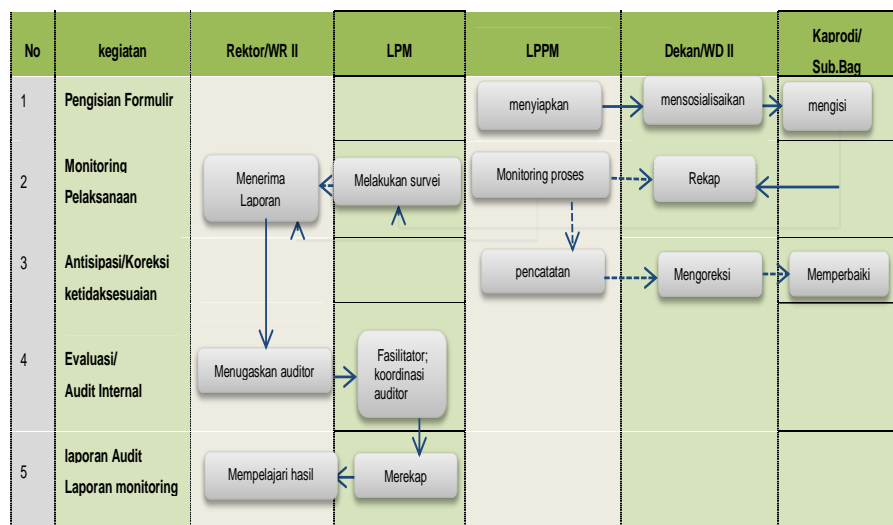 No
kegiatan
Rektor/WR II
LPM
LPPM
Dekan/WD II
Kaprodi/
Sub.Bag
1
Pengisian Formulir
menyiapkan
mensosialisaikan
mengisi
2
Monitoring
Pelaksanaan
Menerima
Laporan
Melakukan survei
Monitoring proses
Rekap
3
Antisipasi/Koreksi
ketidaksesuaian
pencatatan
Mengoreksi
Memperbaiki
4
Evaluasi/
Audit Internal
Menugaskan auditor
Fasilitator;
koordinasi
auditor
5
laporan Audit
Laporan monitoring
Mempelajari hasil
Merekap